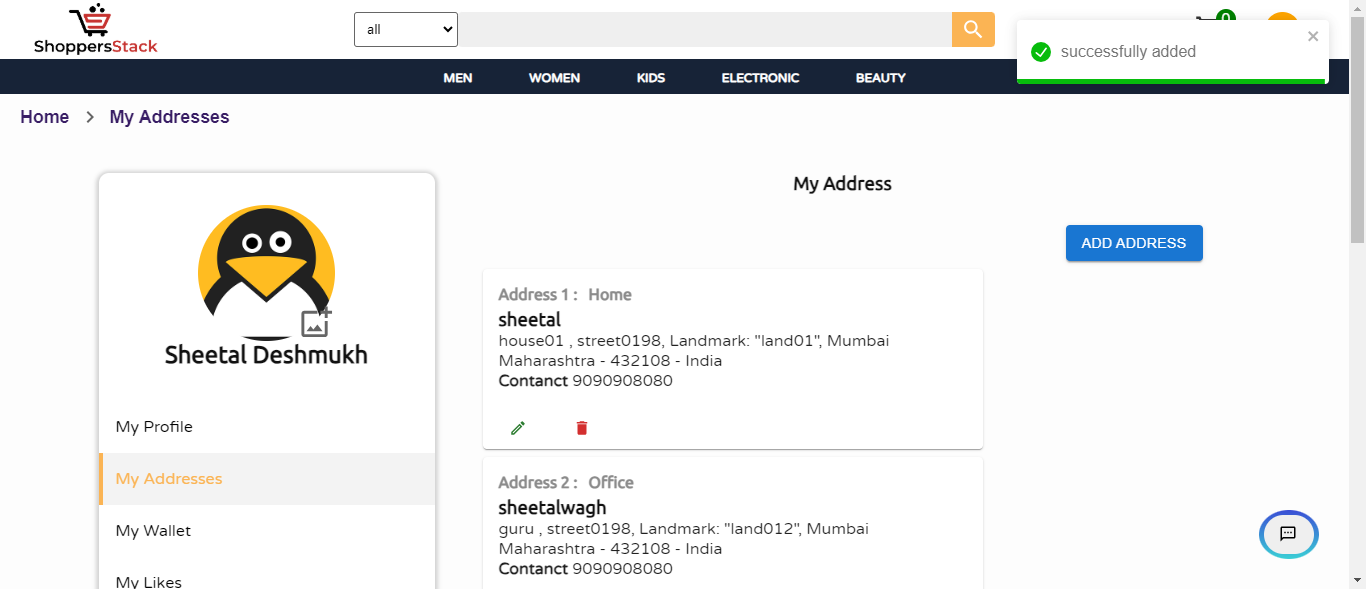 ShoppersStack
all
0
successfully added
MEN WOMEN KIDS ELECTRONIC BEAUTY
Home > My Addresses
My Address
ADD ADDRESS
Sheetal Deshmukh
My Profile
My Addresses
My Wallet
My Likes
Address 1 : Home
sheetal
house01 , street0198, Landmark: "land01", Mumbai
Maharashtra - 432108 - India
Contanct 9090908080
Address 2 : Office
sheetalwagh
guru , street0198, Landmark: "land012", Mumbai
Maharashtra - 432108 - India
Contanct 9090908080